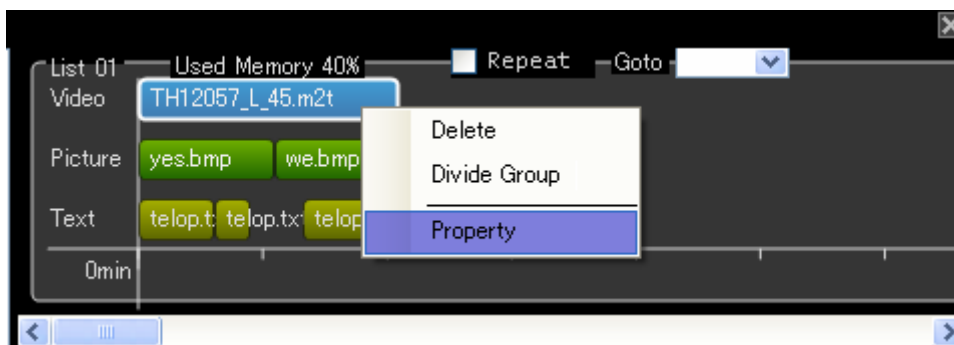 List 01 Used Memory 40% Repeat Goto
Video TH12057_L_45.m2t
Delete
Picture yes.bmp we.bmp
Divide Group
Text telop.t telop.tx telop
Property
0min